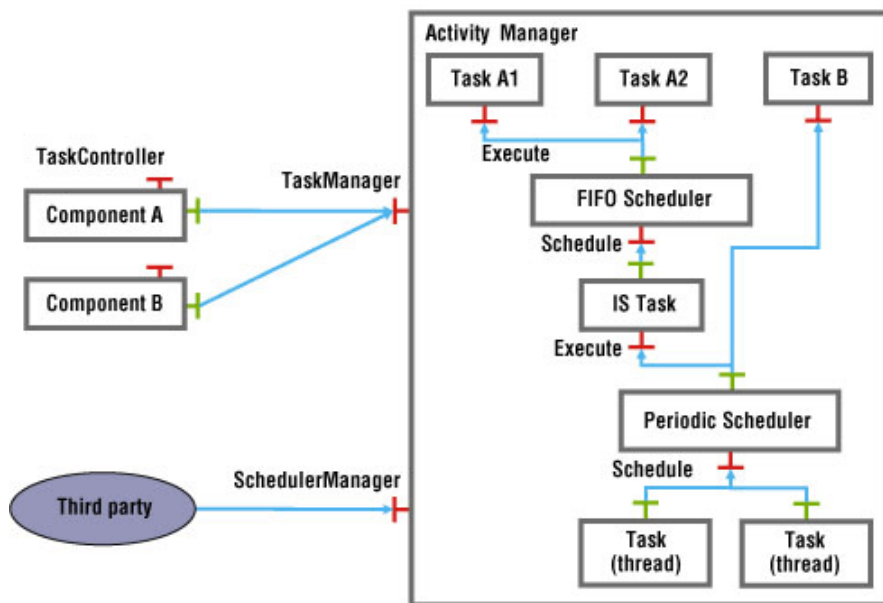 Activity Manager
Task A1
Task A2
Task B
Execute
TaskController
TaskManager
Component A
FIFO Scheduler
Schedule
Component B
IS Task
Execute
Periodic Scheduler
Schedule
SchedulerManager
Third party
Task
(thread)
Task
(thread)